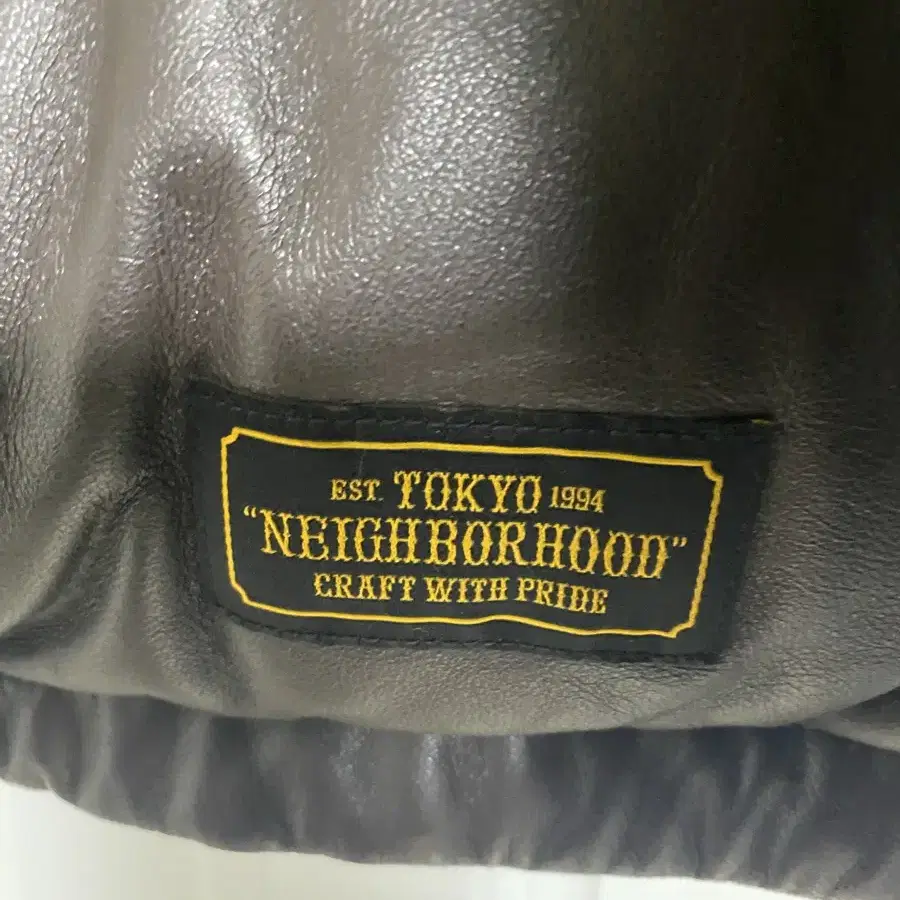 EST. TOKYO 1994
"NEIGHBORHOOD"
CRAFT WITH PRIDE